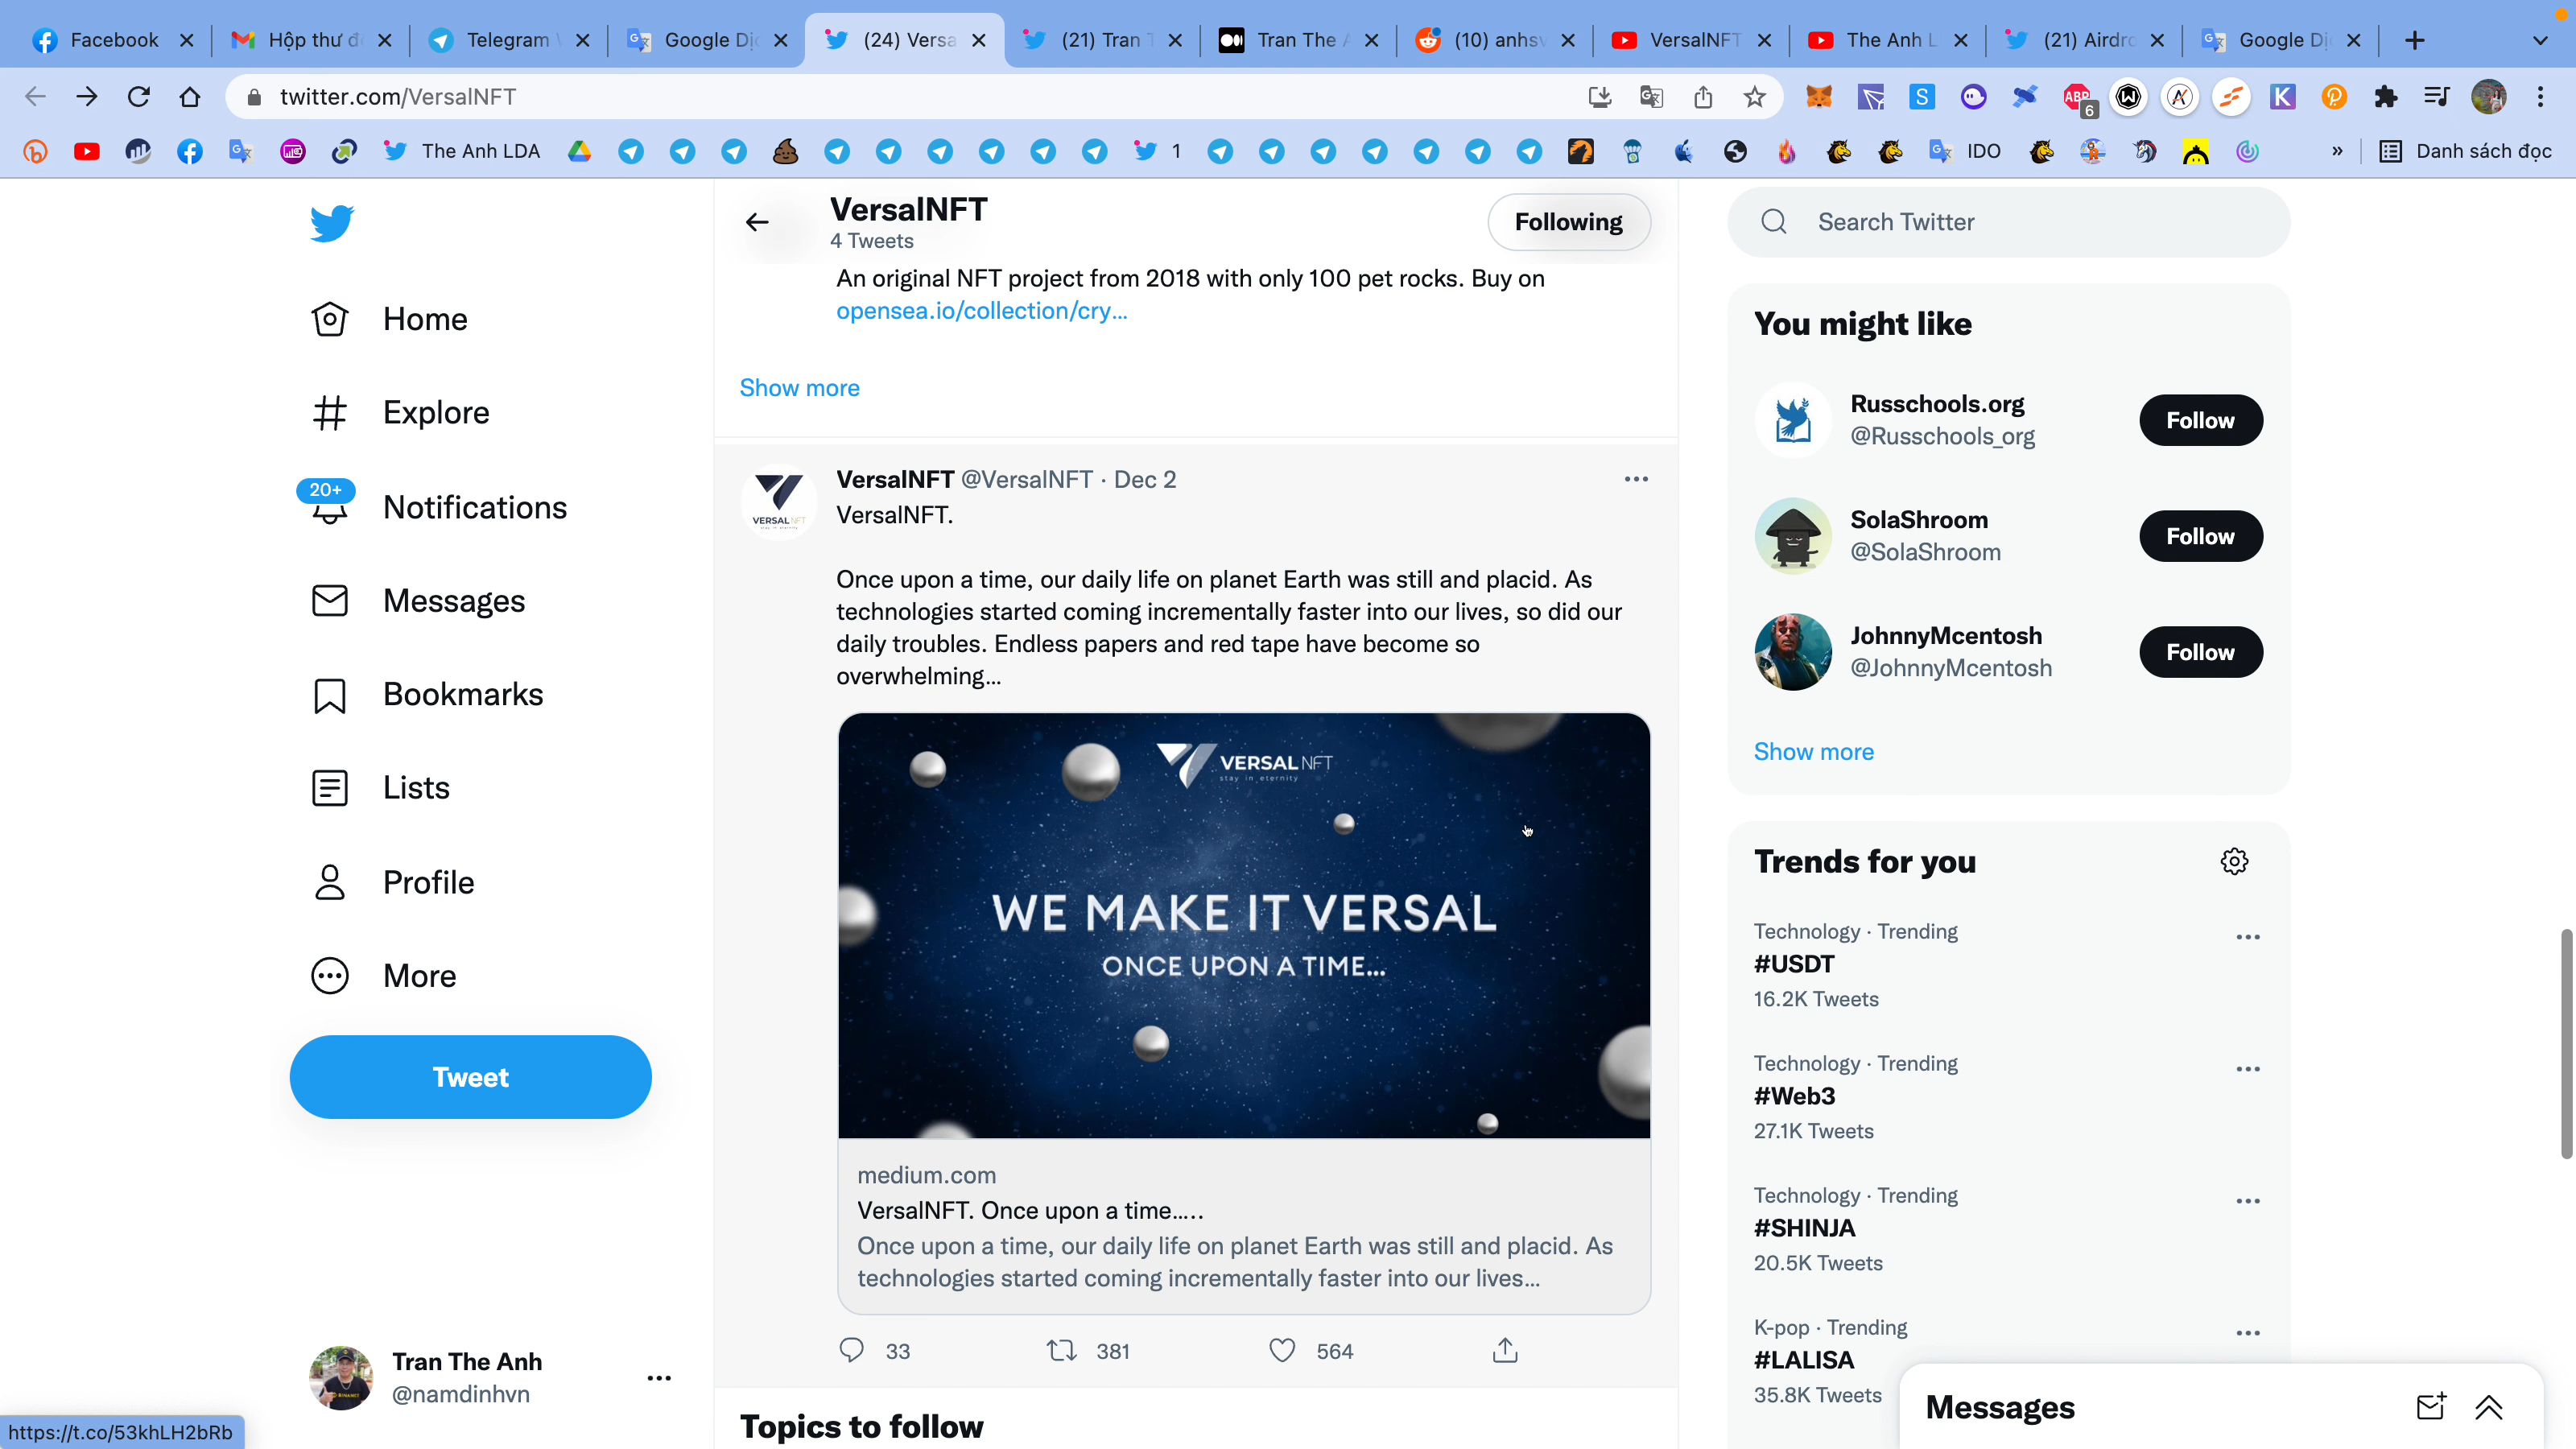 Facebook
Hộp thư đ
Telegram
Google Dị
(24) Versa
(21) Tran T
Tran The A
(10) anhsv
VersalNFT
The Anh L
(21) Airdro
Google Dị
twitter.com/VersalNFT
ABP
6
The Anh LDA
1
IDO
»
Danh sách đọc
VersalNFT
4 Tweets
Following
Search Twitter
Home
Explore
20+
Notifications
Messages
Bookmarks
Lists
Profile
More
Tweet
Tran The Anh
@namdinhvn
https://t.co/53khLH2bRb
An original NFT project from 2018 with only 100 pet rocks. Buy on
opensea.io/collection/cry...
Show more
VersalNFT @VersalNFT · Dec 2
VersalNFT.
Once upon a time, our daily life on planet Earth was still and placid. As
technologies started coming incrementally faster into our lives, so did our
daily troubles. Endless papers and red tape have become so
overwhelming...
VERSAL NFT
stay in eternity
WE MAKE IT VERSAL
ONCE UPON A TIME...
medium.com
VersalNFT. Once upon a time.….
Once upon a time, our daily life on planet Earth was still and placid. As
technologies started coming incrementally faster into our lives...
33
381
564
Topics to follow
You might like
Russchools.org
@Russchools_org
Follow
SolaShroom
@SolaShroom
Follow
JohnnyMcentosh
@JohnnyMcentosh
Follow
Show more
Trends for you
Technology · Trending
#USDT
16.2K Tweets
Technology · Trending
#Web3
27.1K Tweets
Technology · Trending
#SHINJA
20.5K Tweets
K-pop · Trending
#LALISA
35.8K Tweets
Messages